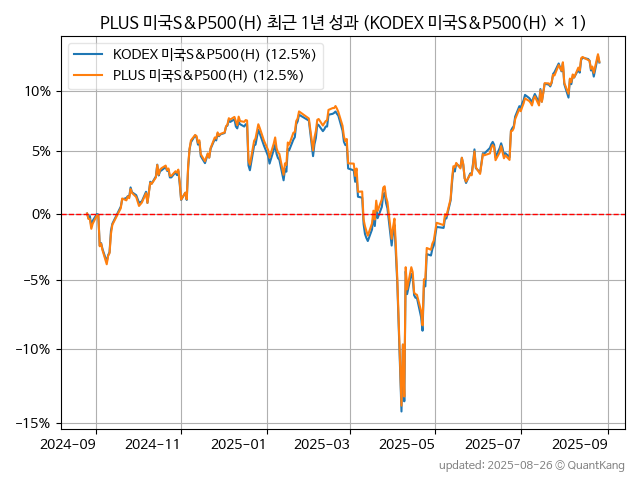 PLUS 미국S&P500(H) 최근 1년 성과 (KODEX 미국S&P500(H) × 1)
KODEX 미국S&P500(H) (12.5%)
PLUS 미국S&P500(H) (12.5%)
10%
5%
0%
−5%
−10%
−15%
2024-09 2024-11 2025-01 2025-03 2025-05 2025-07 2025-09
updated: 2025-08-26 © QuantKang